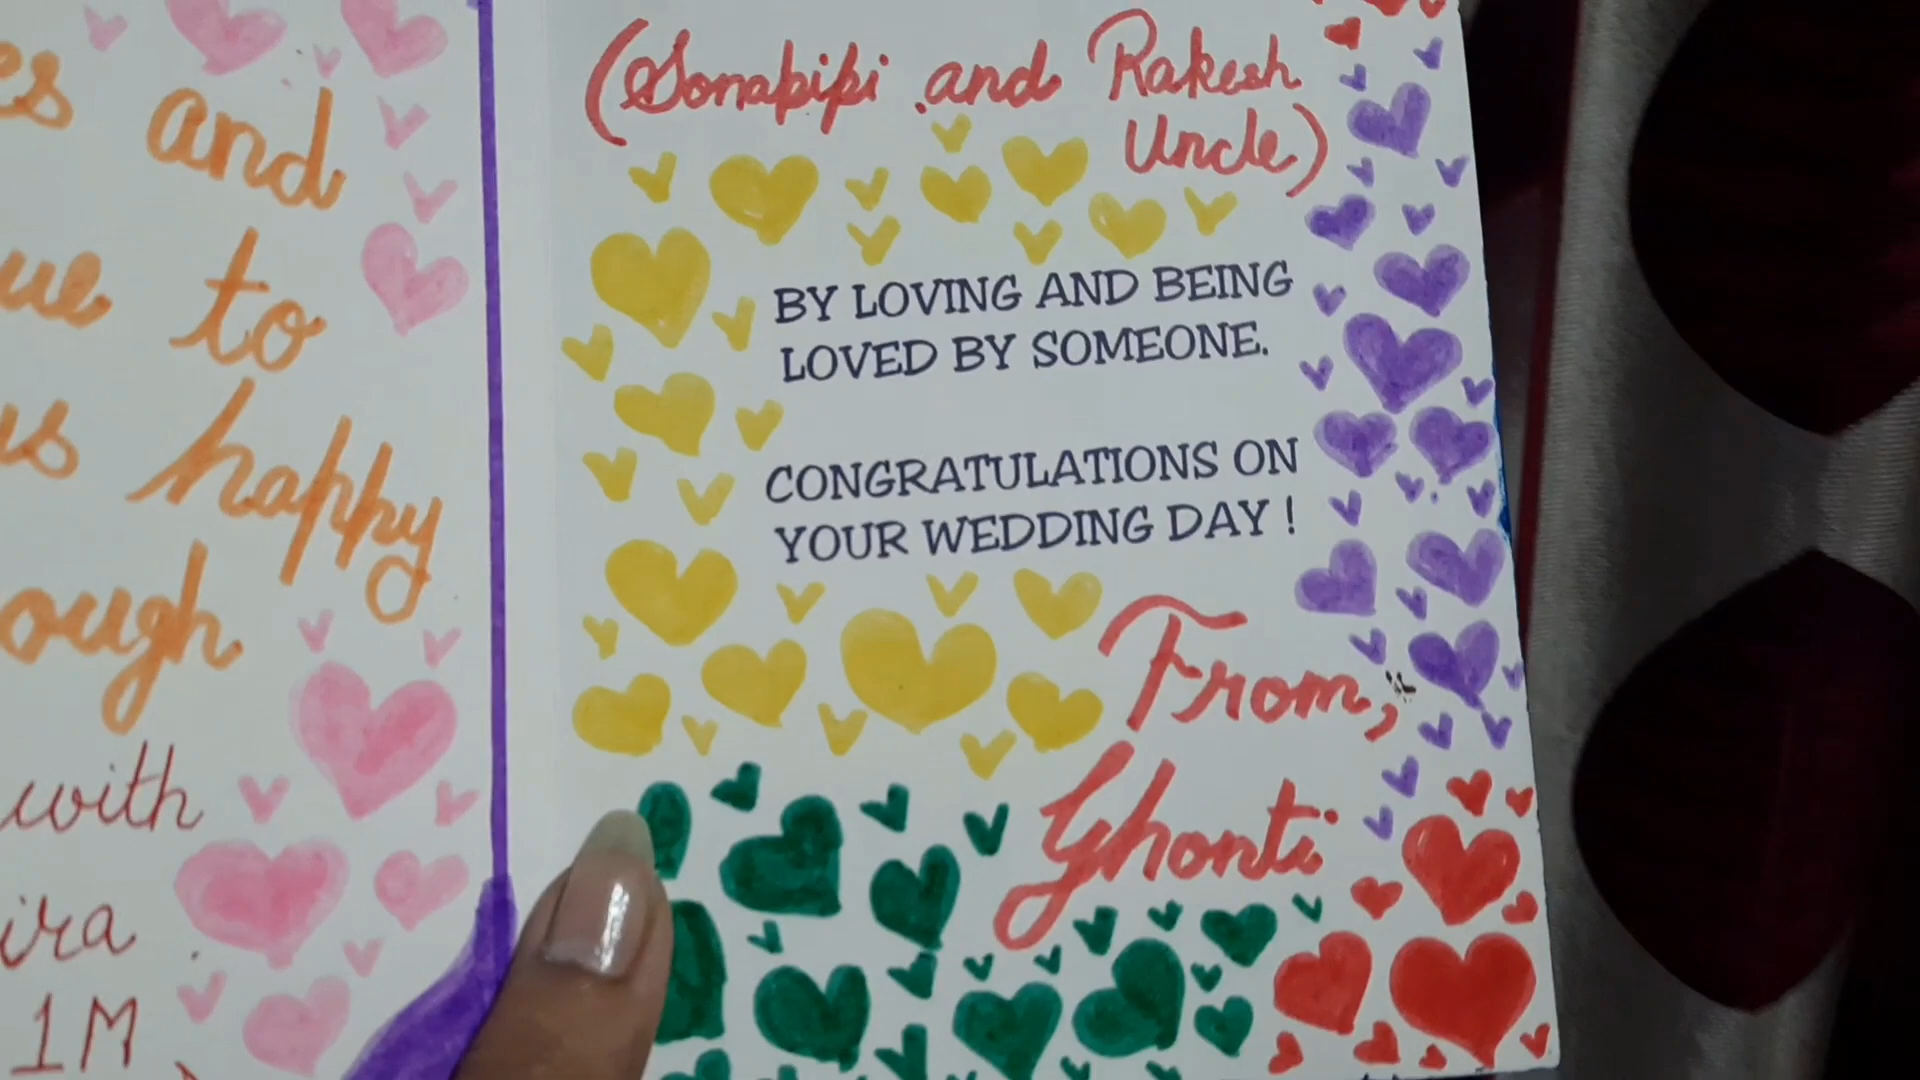 es and
ue to
us happy
ough
with
ira
1M
(Sonapipi and Rakesh
Uncle)
BY LOVING AND BEING
LOVED BY SOMEONE.
CONGRATULATIONS ON
YOUR WEDDING DAY !
From,
Ghonti